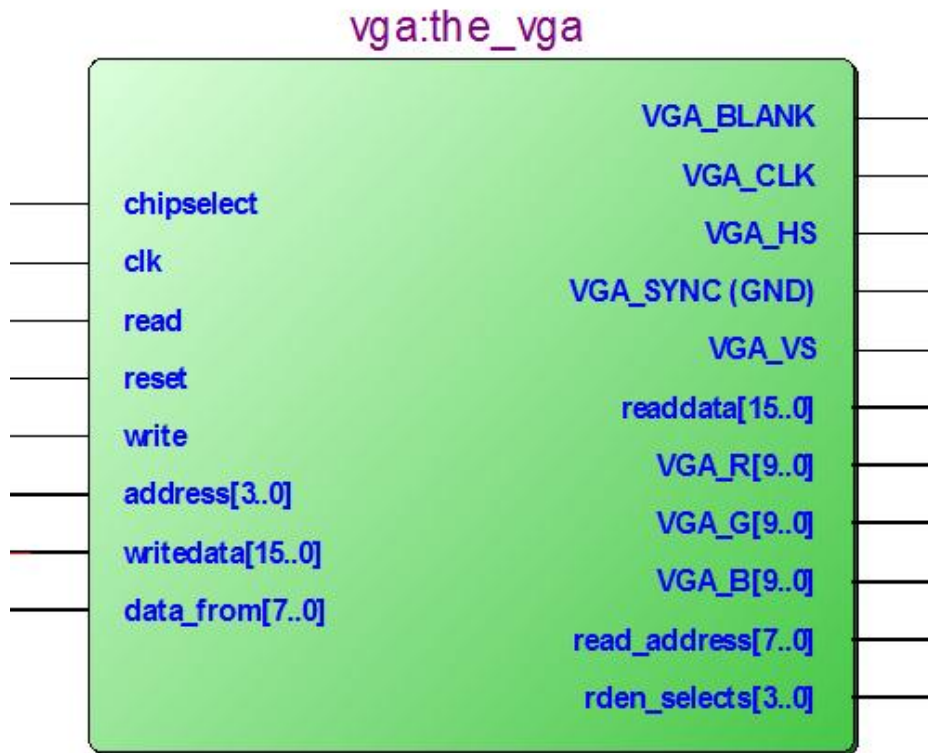 vga:the_vga
chipselect
clk
read
reset
write
address[3..0]
writedata[15..0]
data_from[7..0]
VGA_BLANK
VGA_CLK
VGA_HS
VGA_SYNC (GND)
VGA_VS
readdata[15..0]
VGA_R[9..0]
VGA_G[9..0]
VGA_B[9..0]
read_address[7..0]
rden_selects[3..0]